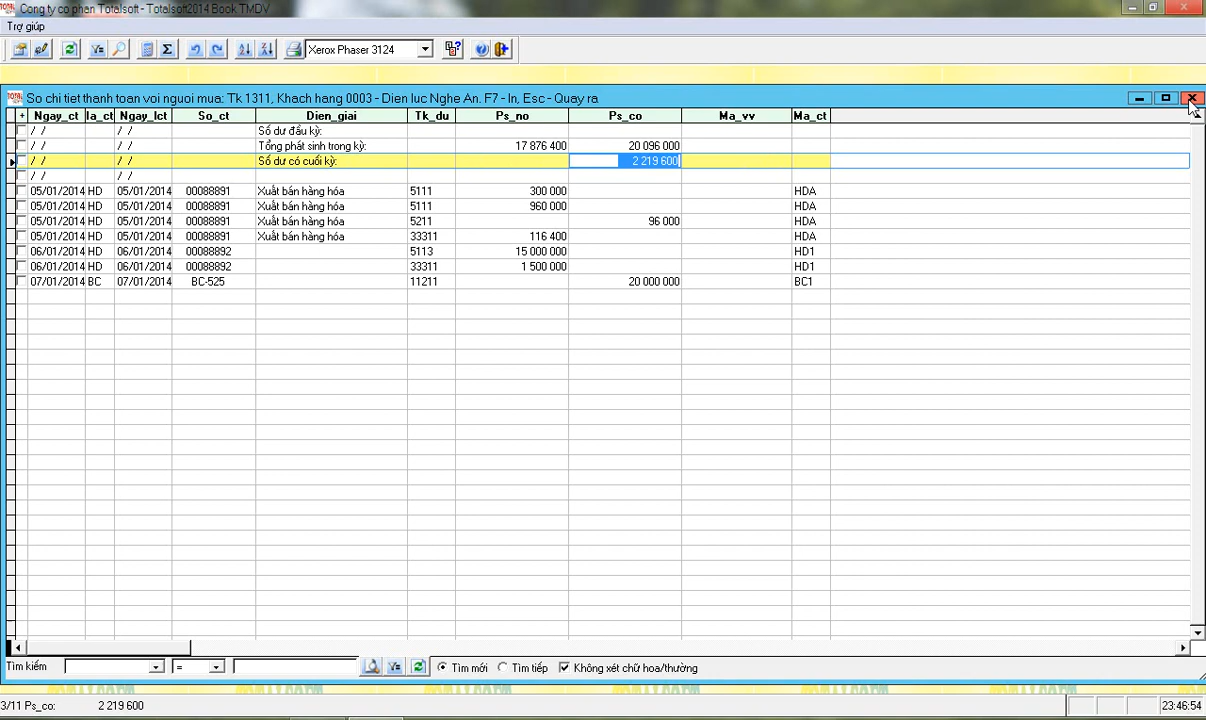 Cong ty co phan Totalsoft - Totalsoft2014 Book TMDV
Trợ giúp
Xerox Phaser 3124
So chi tiet thanh toan voi nguoi mua: Tk 1311, Khach hang 0003 - Dien luc Nghe An. F7 - In, Esc - Quay ra
+ Ngay_ct la_ct Ngay_lct So_ct Dien_giai Tk_du Ps_no Ps_co Ma_vv Ma_ct
/ / / / Số dư đầu kỳ:
/ / / / Tổng phát sinh trong kỳ: 17 876 400 20 096 000
/ / / / Số dư có cuối kỳ: 2 219 600
/ / / /
05/01/2014 HD 05/01/2014 00088891 Xuất bán hàng hóa 5111 300 000 HDA
05/01/2014 HD 05/01/2014 00088891 Xuất bán hàng hóa 5111 960 000 HDA
05/01/2014 HD 05/01/2014 00088891 Xuất bán hàng hóa 5211 96 000 HDA
05/01/2014 HD 05/01/2014 00088891 Xuất bán hàng hóa 33311 116 400 HDA
06/01/2014 HD 06/01/2014 00088892 5113 15 000 000 HD1
06/01/2014 HD 06/01/2014 00088892 33311 1 500 000 HD1
07/01/2014 BC 07/01/2014 BC-525 11211 20 000 000 BC1
Tìm kiếm = Tìm mới Tìm tiếp Không xét chữ hoa/thường
3/11 Ps_co: 2 219 600 23:46:54